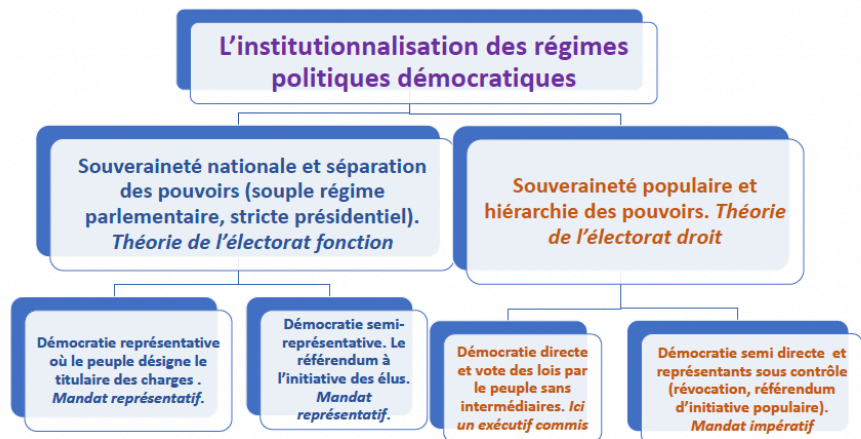 L’institutionnalisation des régimes
politiques démocratiques
Souveraineté nationale et séparation
des pouvoirs (souple régime
parlementaire, stricte présidentiel).
Théorie de l’électorat fonction
Souveraineté populaire et
hiérarchie des pouvoirs. Théorie
de l’électorat droit
Démocratie représentative
où le peuple désigne le
titulaire des charges .
Mandat représentatif.
Démocratie semi-
représentative. Le
référendum à
l’initiative des élus.
Mandat
représentatif.
Démocratie directe
et vote des lois par
le peuple sans
intermédiaires. Ici
un exécutif commis
Démocratie semi directe et
représentants sous contrôle
(révocation, référendum
d’initiative populaire).
Mandat impératif